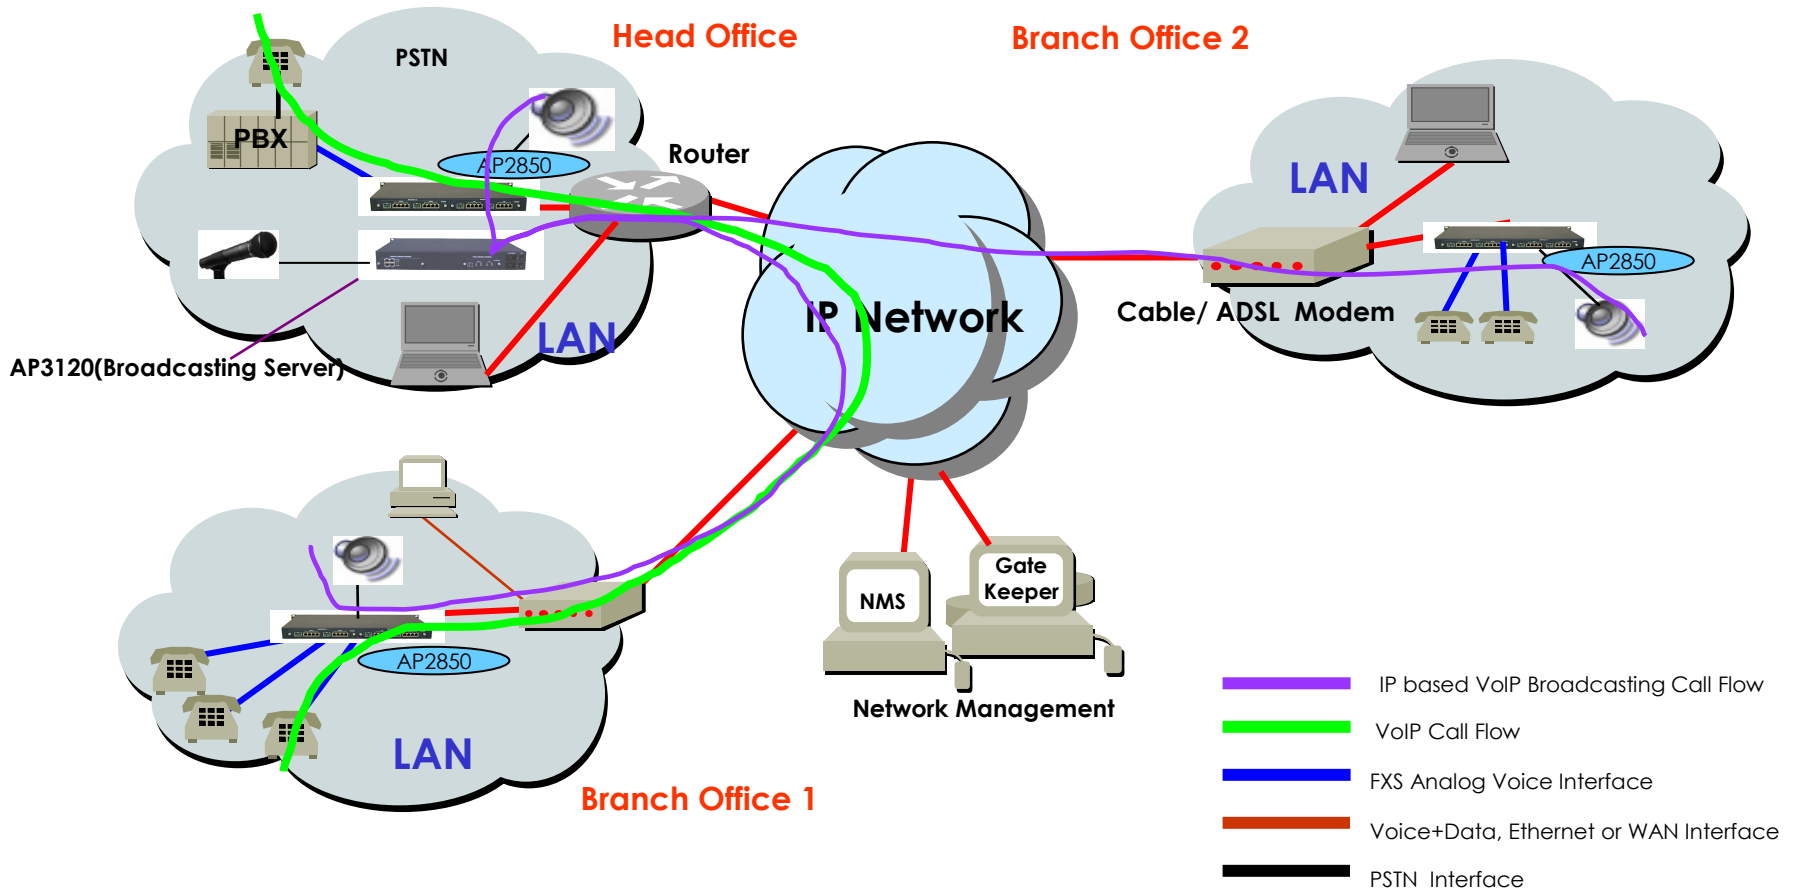 Head Office
Branch Office 2
PSTN
PBX
AP2850
Router
LAN
AP2850
IP Network
Cable/ ADSL Modem
LAN
AP3120(Broadcasting Server)
Gate
Keeper
NMS
AP2850
Network Management
LAN
Branch Office 1
IP based VoIP Broadcasting Call Flow
VoIP Call Flow
FXS Analog Voice Interface
Voice+Data, Ethernet or WAN Interface
PSTN Interface